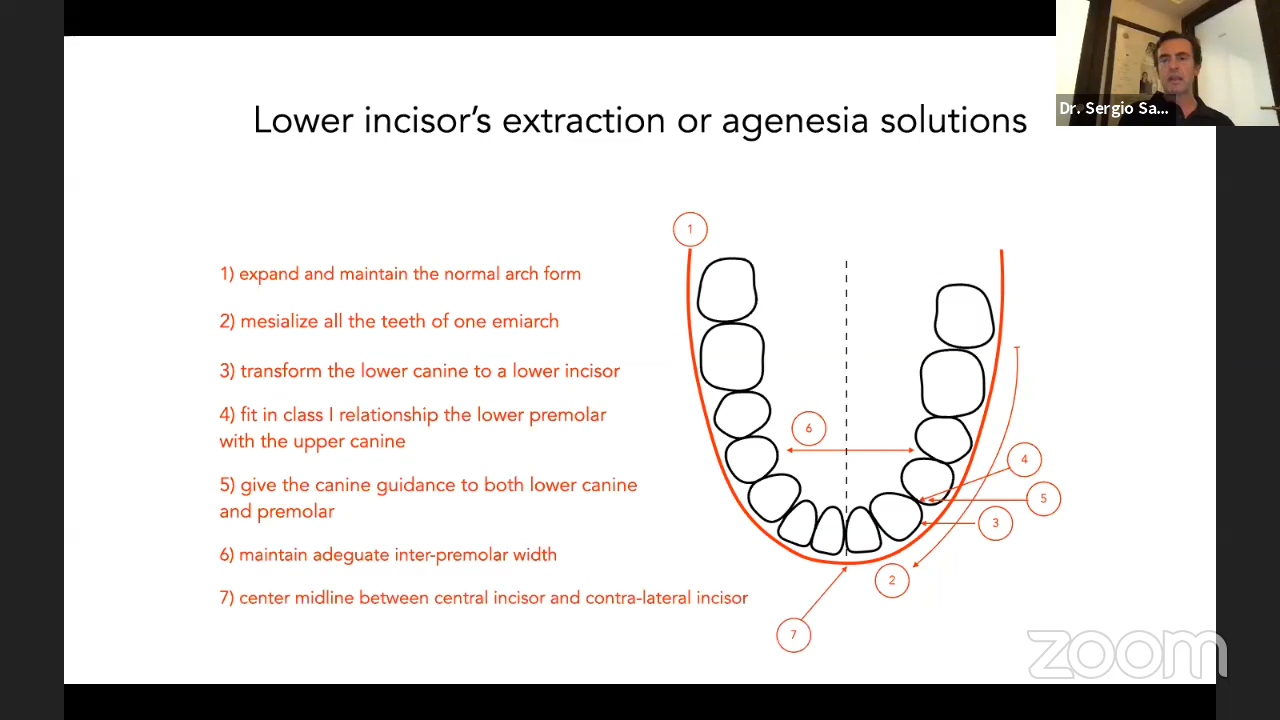 Dr. Sergio Sa...
Lower incisor's extraction or agenesia solutions
1) expand and maintain the normal arch form
2) mesialize all the teeth of one emiarch
3) transform the lower canine to a lower incisor
4) fit in class I relationship the lower premolar
with the upper canine
5) give the canine guidance to both lower canine
and premolar
6) maintain adeguate inter-premolar width
7) center midline between central incisor and contra-lateral incisor
1
6
4
5
3
2
7
zoom